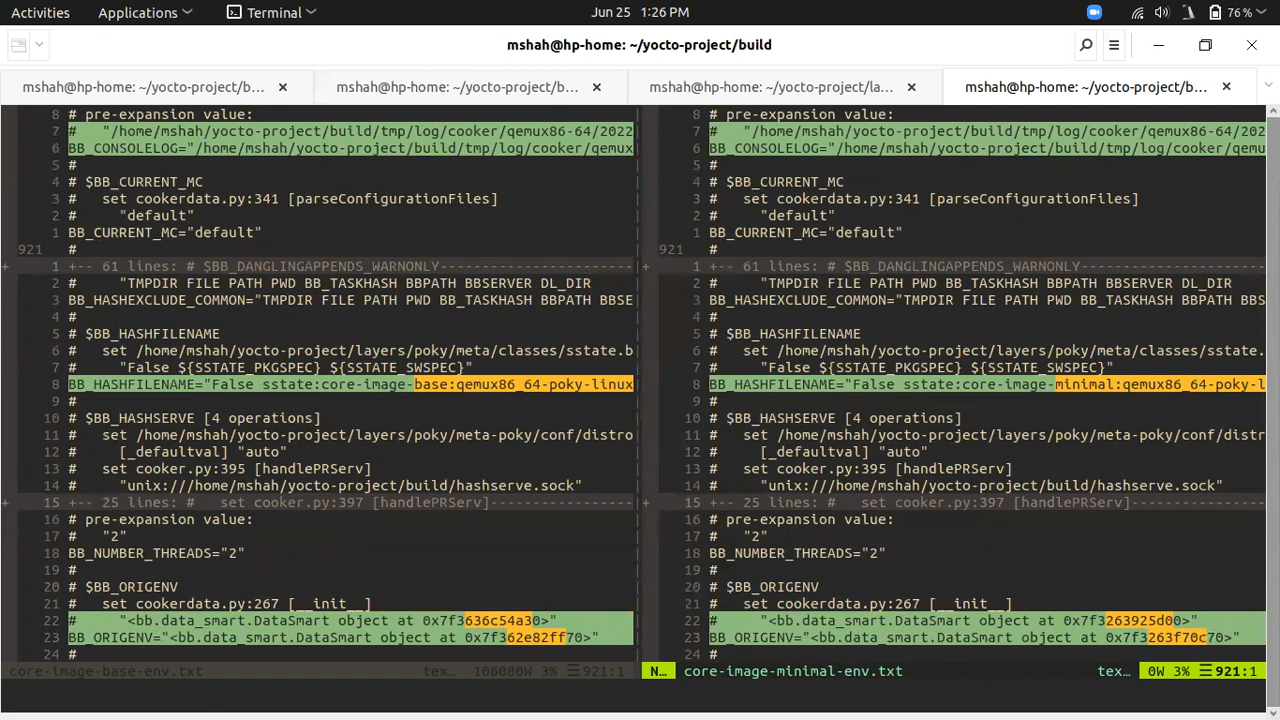 Activities Applications Terminal Jun 25 1:26 PM 76%
mshah@hp-home: ~/yocto-project/build
mshah@hp-home: ~/yocto-project/b... mshah@hp-home: ~/yocto-project/b... mshah@hp-home: ~/yocto-project/la... mshah@hp-home: ~/yocto-project/b...
8 # pre-expansion value:
7 #   "/home/mshah/yocto-project/build/tmp/log/cooker/qemux86-64/2022
6 BB_CONSOLELOG="/home/mshah/yocto-project/build/tmp/log/cooker/qemux
5 #
4 # $BB_CURRENT_MC
3 #   set cookerdata.py:341 [parseConfigurationFiles]
2 #     "default"
1 BB_CURRENT_MC="default"
921 #
+ 1 +-- 61 lines: # $BB_DANGLINGAPPENDS_WARNONLY-----------------------
2 #     "TMPDIR FILE PATH PWD BB_TASKHASH BBPATH BBSERVER DL_DIR
3 BB_HASHEXCLUDE_COMMON="TMPDIR FILE PATH PWD BB_TASKHASH BBPATH BBSE
4 #
5 # $BB_HASHFILENAME
6 #   set /home/mshah/yocto-project/layers/poky/meta/classes/sstate.b
7 #     "False ${SSTATE_PKGSPEC} ${SSTATE_SWSPEC}"
8 BB_HASHFILENAME="False sstate:core-image-base:qemux86_64-poky-linux
9 #
10 # $BB_HASHSERVE [4 operations]
11 #   set /home/mshah/yocto-project/layers/poky/meta-poky/conf/distro
12 #     [_defaultval] "auto"
13 #   set cooker.py:395 [handlePRServ]
14 #     "unix:///home/mshah/yocto-project/build/hashserve.sock"
+ 15 +-- 25 lines: #   set cooker.py:397 [handlePRServ]-----------------
16 # pre-expansion value:
17 #   "2"
18 BB_NUMBER_THREADS="2"
19 #
20 # $BB_ORIGENV
21 #   set cookerdata.py:267 [__init__]
22 #     "<bb.data_smart.DataSmart object at 0x7f3636c54a30>"
23 BB_ORIGENV="<bb.data_smart.DataSmart object at 0x7f362e82ff70>"
24 #
core-image-base-env.txt tex... 106080W 3% ☰921:1
8 # pre-expansion value:
7 #   "/home/mshah/yocto-project/build/tmp/log/cooker/qemux86-64/202
6 BB_CONSOLELOG="/home/mshah/yocto-project/build/tmp/log/cooker/qemu
5 #
4 # $BB_CURRENT_MC
3 #   set cookerdata.py:341 [parseConfigurationFiles]
2 #     "default"
1 BB_CURRENT_MC="default"
921 #
+ 1 +-- 61 lines: # $BB_DANGLINGAPPENDS_WARNONLY----------------------
2 #     "TMPDIR FILE PATH PWD BB_TASKHASH BBPATH BBSERVER DL_DIR
3 BB_HASHEXCLUDE_COMMON="TMPDIR FILE PATH PWD BB_TASKHASH BBPATH BBS
4 #
5 # $BB_HASHFILENAME
6 #   set /home/mshah/yocto-project/layers/poky/meta/classes/sstate.
7 #     "False ${SSTATE_PKGSPEC} ${SSTATE_SWSPEC}"
8 BB_HASHFILENAME="False sstate:core-image-minimal:qemux86_64-poky-l
9 #
10 # $BB_HASHSERVE [4 operations]
11 #   set /home/mshah/yocto-project/layers/poky/meta-poky/conf/distr
12 #     [_defaultval] "auto"
13 #   set cooker.py:395 [handlePRServ]
14 #     "unix:///home/mshah/yocto-project/build/hashserve.sock"
+ 15 +-- 25 lines: #   set cooker.py:397 [handlePRServ]----------------
16 # pre-expansion value:
17 #   "2"
18 BB_NUMBER_THREADS="2"
19 #
20 # $BB_ORIGENV
21 #   set cookerdata.py:267 [__init__]
22 #     "<bb.data_smart.DataSmart object at 0x7f3263925d00>"
23 BB_ORIGENV="<bb.data_smart.DataSmart object at 0x7f3263f70c70>"
24 #
N... core-image-minimal-env.txt tex... 0W 3% ☰921:1